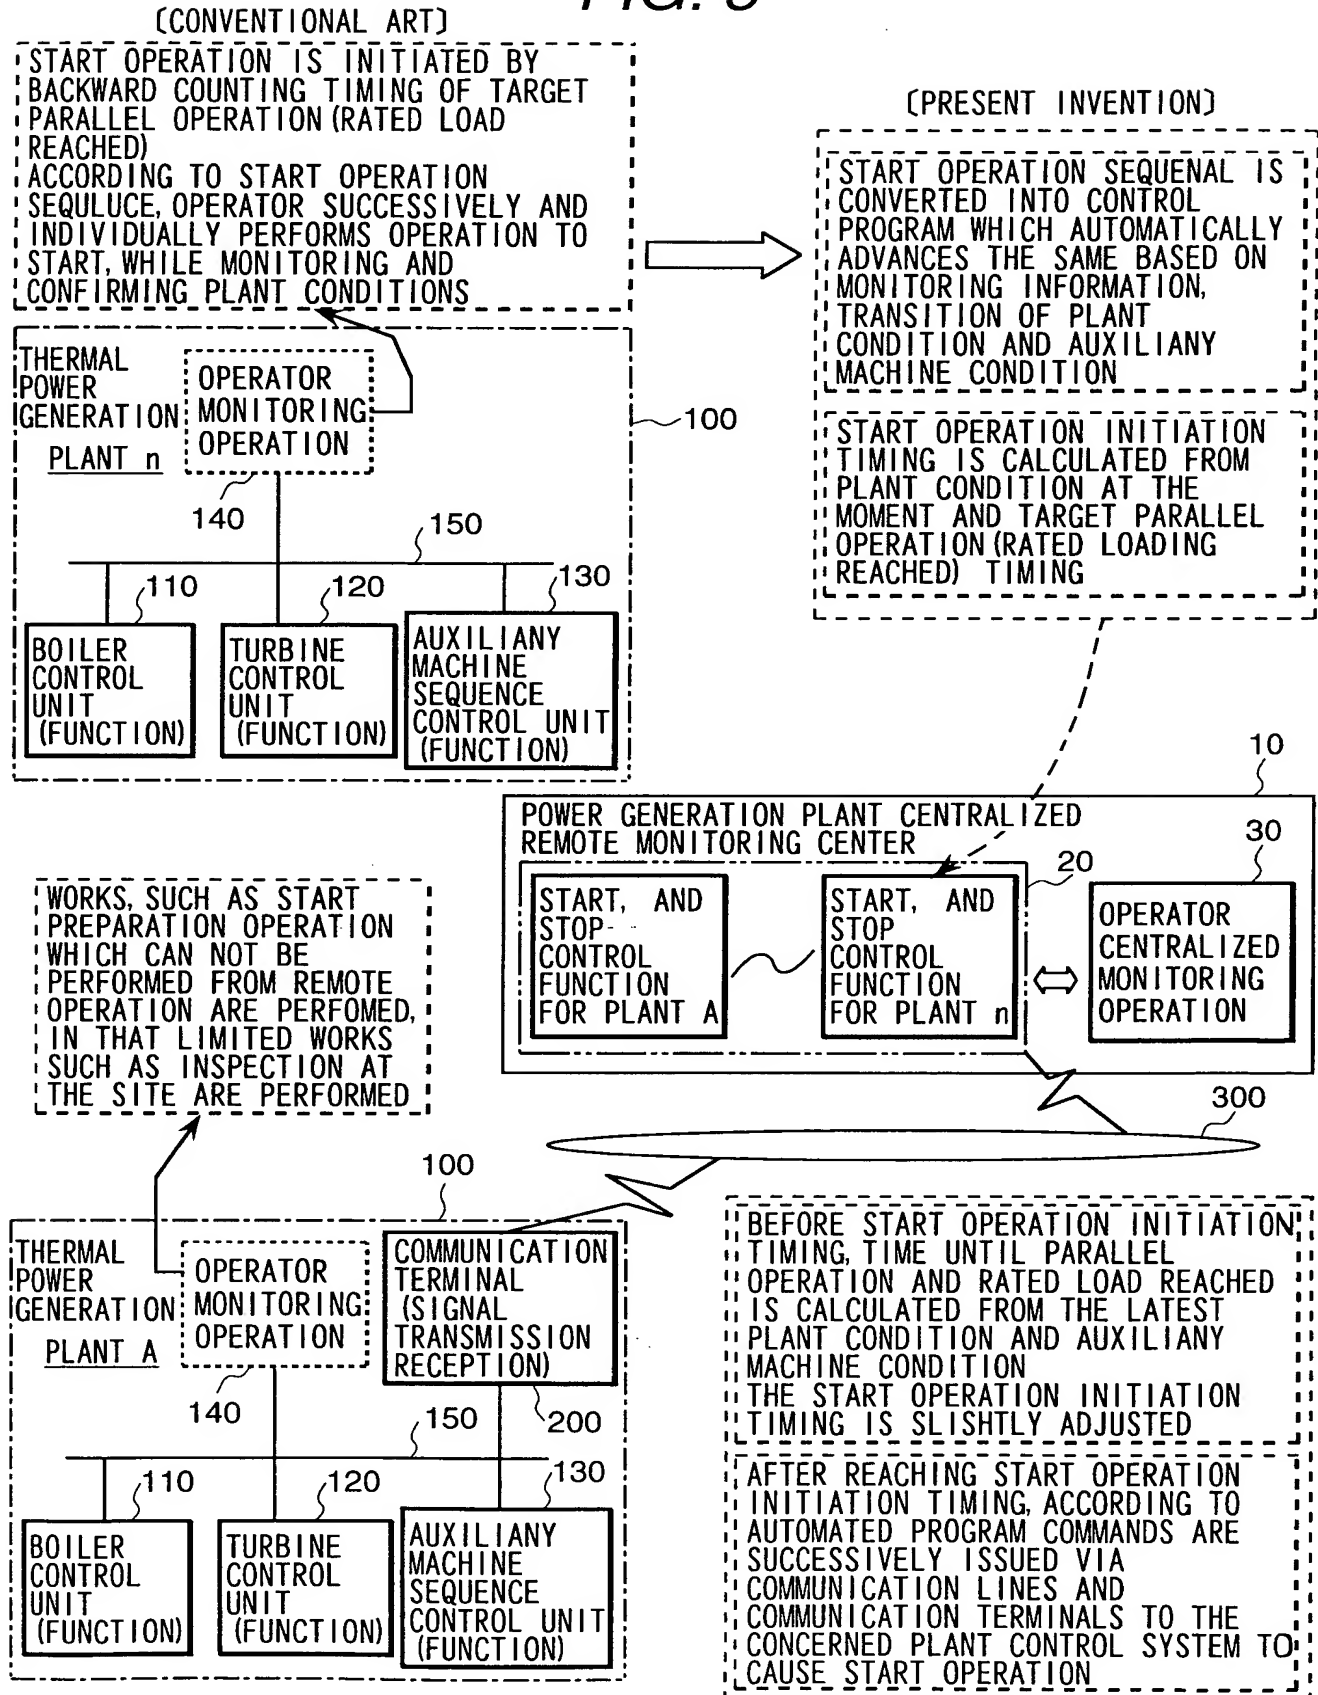 [CONVENTIONAL ART]
START OPERATION IS INITIATED BY
BACKWARD COUNTING TIMING OF TARGET
PARALLEL OPERATION (RATED LOAD
REACHED)
ACCORDING TO START OPERATION
SEQULUCE, OPERATOR SUCCESSIVELY AND
INDIVIDUALLY PERFORMS OPERATION TO
START, WHILE MONITORING AND
CONFIRMING PLANT CONDITIONS
[PRESENT INVENTION]
START OPERATION SEQUENAL IS
CONVERTED INTO CONTROL
PROGRAM WHICH AUTOMATICALLY
ADVANCES THE SAME BASED ON
MONITORING INFORMATION,
TRANSITION OF PLANT
CONDITION AND AUXILIANY
MACHINE CONDITION
START OPERATION INITIATION
TIMING IS CALCULATED FROM
PLANT CONDITION AT THE
MOMENT AND TARGET PARALLEL
OPERATION (RATED LOADING
REACHED) TIMING
THERMAL
POWER
GENERATION
PLANT n
OPERATOR
MONITORING
OPERATION
100
140
150
110
120
130
BOILER
CONTROL
UNIT
(FUNCTION)
TURBINE
CONTROL
UNIT
(FUNCTION)
AUXILIANY
MACHINE
SEQUENCE
CONTROL UNIT
(FUNCTION)
10
POWER GENERATION PLANT CENTRALIZED
REMOTE MONITORING CENTER
20
30
START, AND
STOP
CONTROL
FUNCTION
FOR PLANT A
START, AND
STOP
CONTROL
FUNCTION
FOR PLANT n
OPERATOR
CENTRALIZED
MONITORING
OPERATION
300
WORKS, SUCH AS START
PREPARATION OPERATION
WHICH CAN NOT BE
PERFORMED FROM REMOTE
OPERATION ARE PERFOMED,
IN THAT LIMITED WORKS
SUCH AS INSPECTION AT
THE SITE ARE PERFORMED
100
THERMAL
POWER
GENERATION
PLANT A
OPERATOR
MONITORING
OPERATION
COMMUNICATION
TERMINAL
(SIGNAL
TRANSMISSION
RECEPTION)
140
150
200
110
120
130
BOILER
CONTROL
UNIT
(FUNCTION)
TURBINE
CONTROL
UNIT
(FUNCTION)
AUXILIANY
MACHINE
SEQUENCE
CONTROL UNIT
(FUNCTION)
BEFORE START OPERATION INITIATION
TIMING, TIME UNTIL PARALLEL
OPERATION AND RATED LOAD REACHED
IS CALCULATED FROM THE LATEST
PLANT CONDITION AND AUXILIANY
MACHINE CONDITION
THE START OPERATION INITIATION
TIMING IS SLISHTLY ADJUSTED
AFTER REACHING START OPERATION
INITIATION TIMING, ACCORDING TO
AUTOMATED PROGRAM COMMANDS ARE
SUCCESSIVELY ISSUED VIA
COMMUNICATION LINES AND
COMMUNICATION TERMINALS TO THE
CONCERNED PLANT CONTROL SYSTEM TO
CAUSE START OPERATION